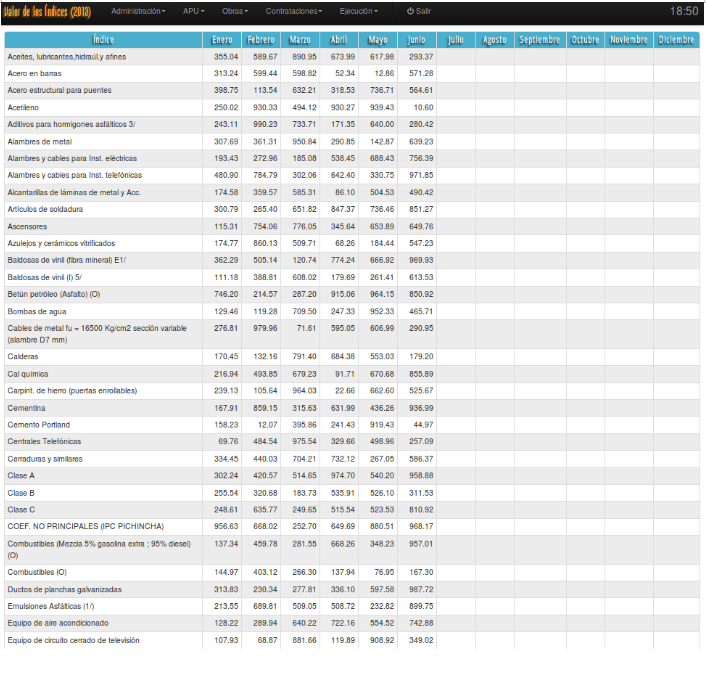 Valor de los Índices (2013) Administración APU Obras Contrataciones Ejecución Salir 18:50
Índice Enero Febrero Marzo Abril Mayo Junio Julio Agosto Septiembre Octubre Noviembre Diciembre
Aceites, lubricantes,hidraúl.y afines 355.04 589.67 890.95 673.99 617.98 293.37
Acero en barras 313.24 599.44 598.82 52.34 12.86 571.28
Acero estructural para puentes 398.75 113.54 632.21 318.53 736.71 564.61
Acetileno 250.02 930.33 494.12 930.27 939.43 10.60
Aditivos para hormigones asfálticos 3/ 243.11 990.23 733.71 171.35 640.00 280.42
Alambres de metal 307.69 361.31 950.84 290.85 142.87 639.23
Alambres y cables para Inst. eléctricas 193.43 272.96 185.08 538.45 688.43 756.39
Alambres y cables para Inst. telefónicas 480.90 784.79 302.06 642.40 330.75 971.85
Alcantarillas de láminas de metal y Acc. 174.58 359.57 585.31 86.10 504.53 490.42
Artículos de soldadura 300.79 265.40 651.82 847.37 736.46 851.27
Ascensores 115.31 754.06 776.05 345.64 653.89 649.76
Azulejos y cerámicos vitrificados 174.77 860.13 509.71 68.26 184.44 547.23
Baldosas de vinil (fibra mineral) E1/ 362.29 505.14 120.74 774.24 666.92 969.93
Baldosas de vinil (l) 5/ 111.18 388.81 608.02 179.69 261.41 613.53
Betún petróleo (Asfalto) (O) 746.20 214.57 287.20 915.06 964.15 850.92
Bombas de agua 129.46 119.28 709.50 247.33 952.33 465.71
Cables de metal fu = 16500 Kg/cm2 sección variable 276.81 979.96 71.61 595.05 606.99 290.95
(alambre D7 mm)
Calderas 170.45 132.16 791.40 684.38 553.03 179.20
Cal química 216.94 493.85 679.23 91.71 670.68 855.89
Carpint. de hierro (puertas enrollables) 239.13 105.64 964.03 22.66 662.60 525.67
Cementina 167.91 859.15 315.63 631.99 436.26 936.99
Cemento Portland 158.23 12.07 395.86 241.43 919.43 44.97
Centrales Telefónicas 69.76 484.54 975.54 329.66 498.96 257.09
Cerraduras y similares 334.45 440.03 704.21 732.12 267.05 586.37
Clase A 302.24 420.57 514.65 974.70 540.20 958.88
Clase B 255.54 320.68 183.73 535.91 526.10 311.53
Clase C 248.61 635.77 249.65 515.54 523.53 810.92
COEF. NO PRINCIPALES (IPC PICHINCHA) 956.63 668.02 252.70 649.69 880.51 968.17
Combustibles (Mezcla 5% gasolina extra ; 95% diesel) 137.34 459.78 281.55 668.26 348.23 957.01
(O)
Combustibles (O) 144.97 403.12 266.30 137.94 76.95 167.30
Ductos de planchas galvanizadas 313.83 230.34 277.81 336.10 597.58 987.72
Emulsiones Asfálticas (1/) 213.55 689.81 509.05 508.72 232.82 899.75
Equipo de aire acondicionado 128.22 289.94 640.22 722.16 554.52 742.88
Equipo de circuito cerrado de televisión 107.93 68.87 881.66 119.89 908.92 349.02